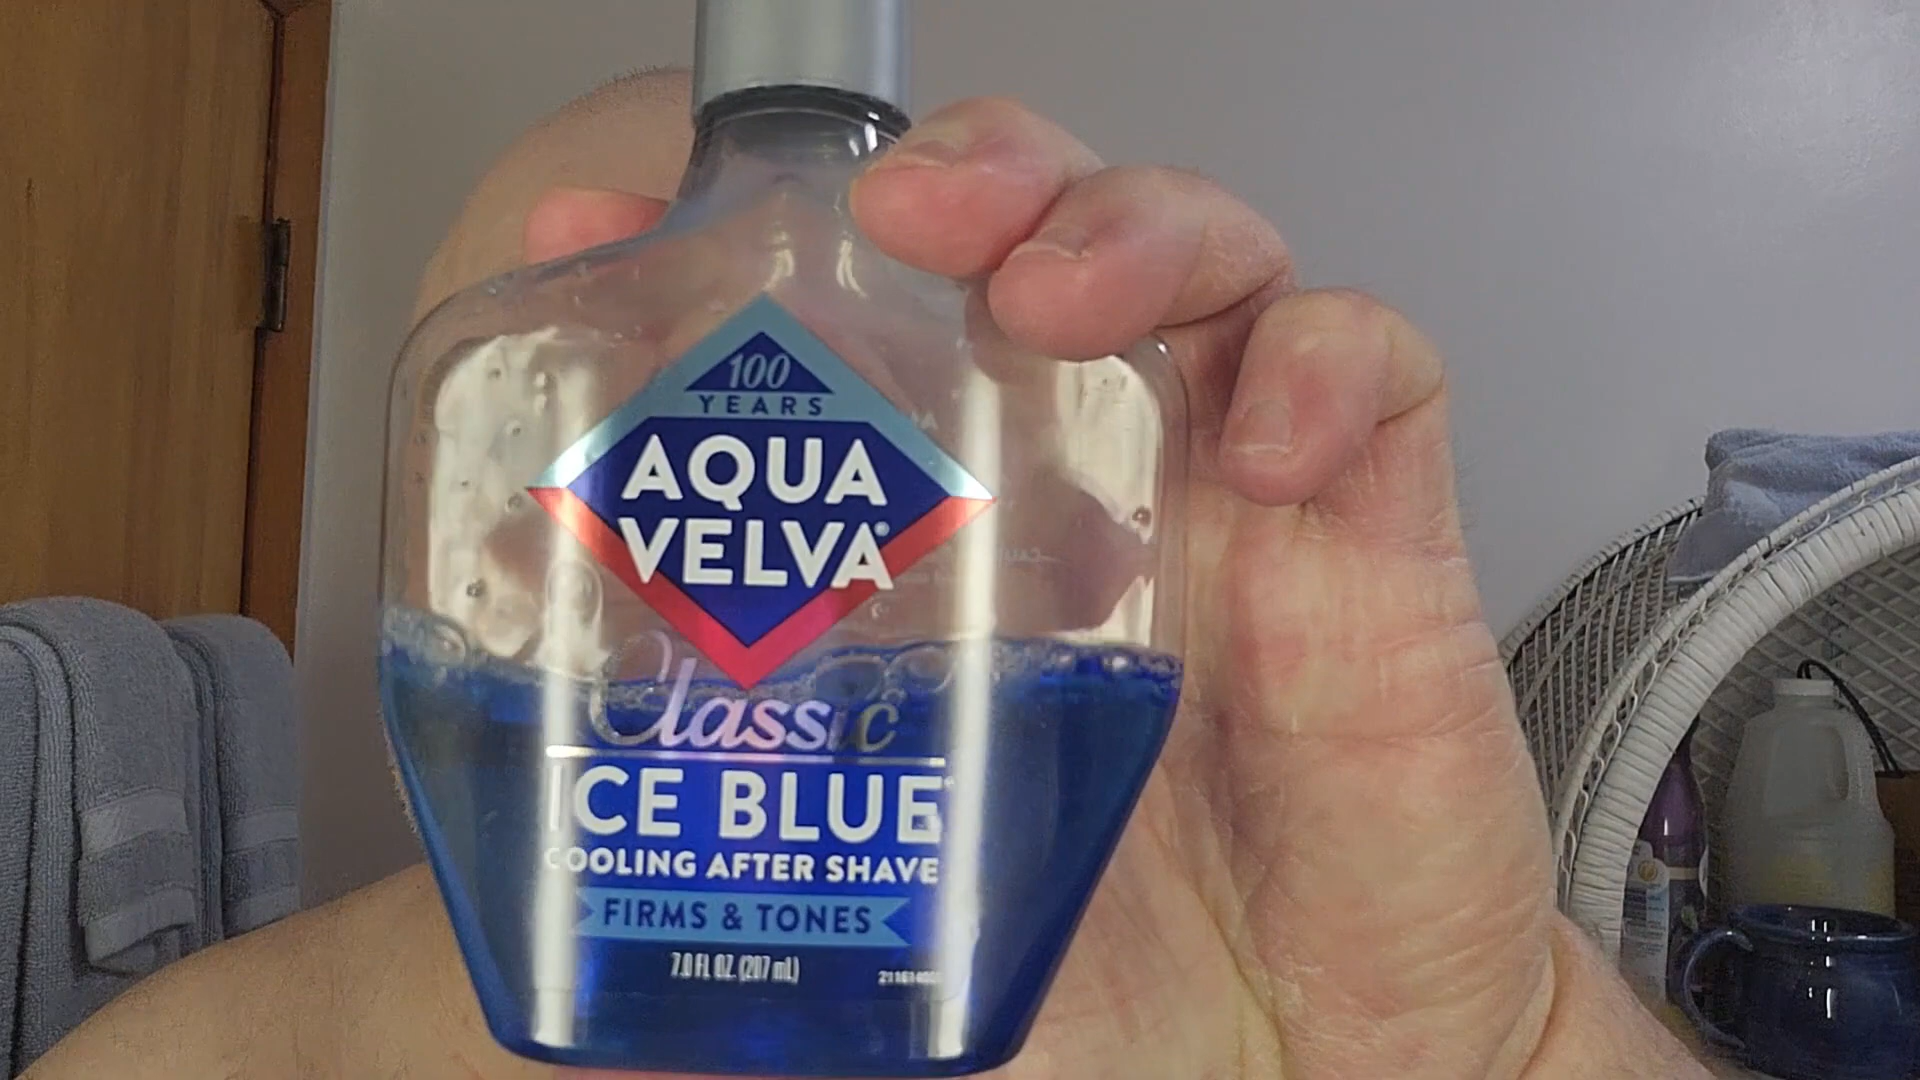 100
YEARS
AQUA
VELVA®
Classic
ICE BLUE
COOLING AFTER SHAVE
FIRMS & TONES
7.0 FL OZ. (207 mL)